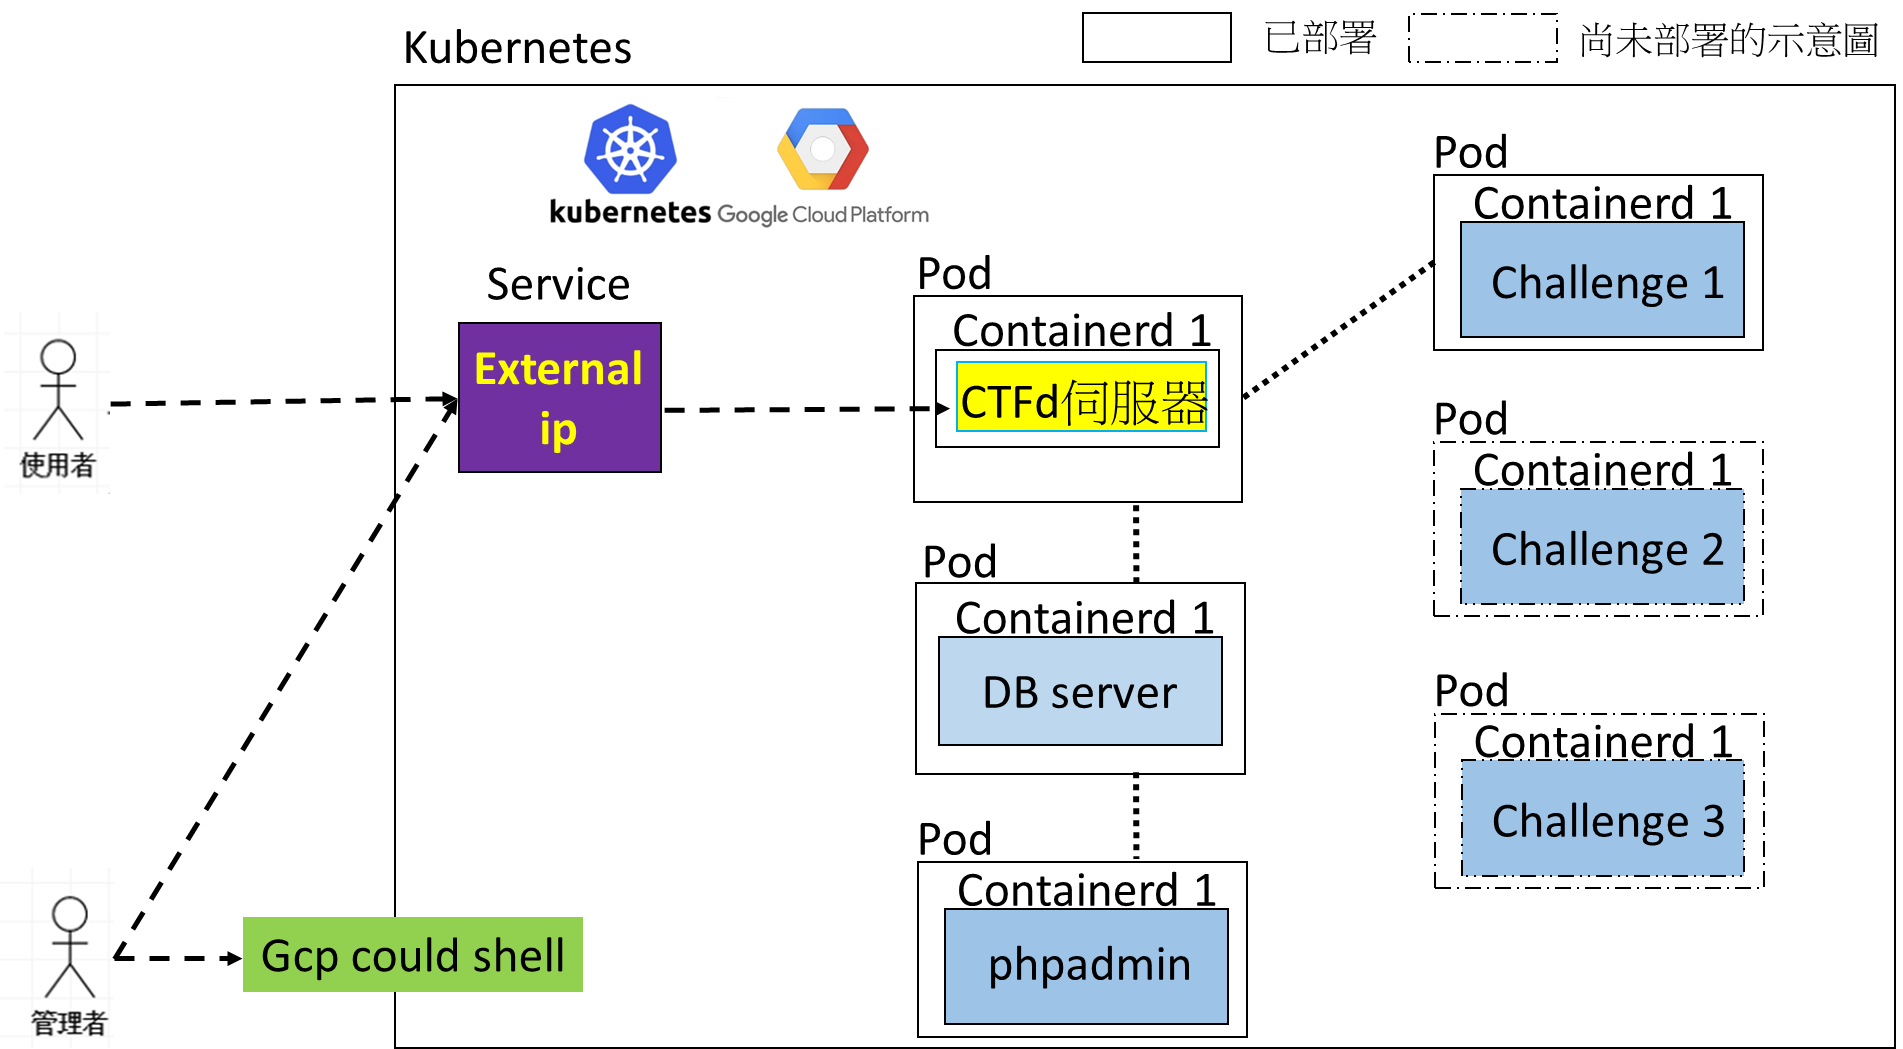 Kubernetes
已部署
尚未部署的示意圖
kubernetes
Google Cloud Platform
Service
External
ip
使用者
管理者
Gcp could shell
Pod
Containerd 1
CTFd伺服器
Pod
Containerd 1
DB server
Pod
Containerd 1
phpadmin
Pod
Containerd 1
Challenge 1
Pod
Containerd 1
Challenge 2
Pod
Containerd 1
Challenge 3